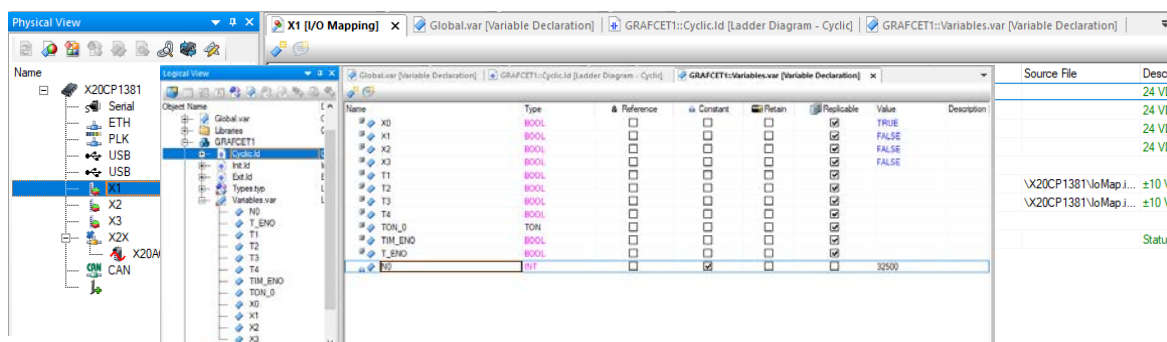 Physical View
X1 [I/O Mapping] × Global.var [Variable Declaration] GRAFCET1::Cyclic.ld [Ladder Diagram - Cyclic] GRAFCET1::Variables.var [Variable Declaration]
Name
X20CP1381
Serial
ETH
PLK
USB
USB
X1
X2
X3
X2X
X20A
CAN
Logical View
Object Name
Global.var
Libraries
GRAFCET1
Cyclic.ld
Init.ld
Exit.ld
Types.typ
Variables.var
N0
T_ENO
T1
T2
T3
T4
TIM_ENO
TON_0
X0
X1
X2
X3
Global.var [Variable Declaration] GRAFCET1::Cyclic.ld [Ladder Diagram - Cyclic] GRAFCET1::Variables.var [Variable Declaration] ×
Name Type & Reference Constant Retain Replicable Value Description
X0 BOOL TRUE
X1 BOOL FALSE
X2 BOOL FALSE
X3 BOOL FALSE
T1 BOOL
T2 BOOL
T3 BOOL
T4 BOOL
TON_0 TON
TIM_ENO BOOL
T_ENO BOOL
N0 INT 32500
Source File Desc
24 V
24 V
24 V
24 V
\X20CP1381\IoMap.i... ±10 V
\X20CP1381\IoMap.i... ±10 V
Statu